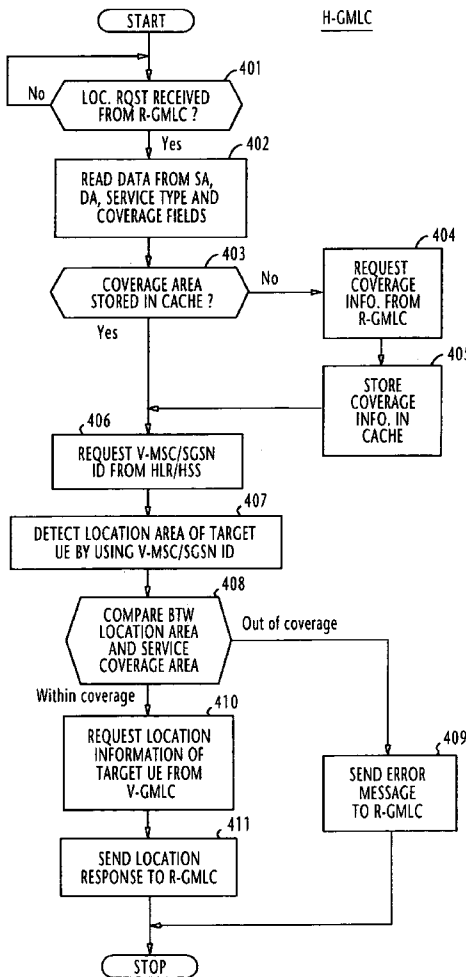 START
H-GMLC
401
LOC. RQST RECEIVED
FROM R-GMLC ?
No
Yes
402
READ DATA FROM SA,
DA, SERVICE TYPE AND
COVERAGE FIELDS
403
COVERAGE AREA
STORED IN CACHE ?
No
Yes
404
REQUEST
COVERAGE
INFO. FROM
R-GMLC
405
STORE
COVERAGE
INFO. IN
CACHE
406
REQUEST V-MSC/SGSN
ID FROM HLR/HSS
407
DETECT LOCATION AREA OF TARGET
UE BY USING V-MSC/SGSN ID
408
COMPARE BTW
LOCATION AREA
AND SERVICE
COVERAGE AREA
Out of coverage
Within coverage
410
REQUEST LOCATION
INFORMATION OF
TARGET UE FROM
V-GMLC
409
SEND ERROR
MESSAGE
TO R-GMLC
411
SEND LOCATION
RESPONSE TO R-GMLC
STOP